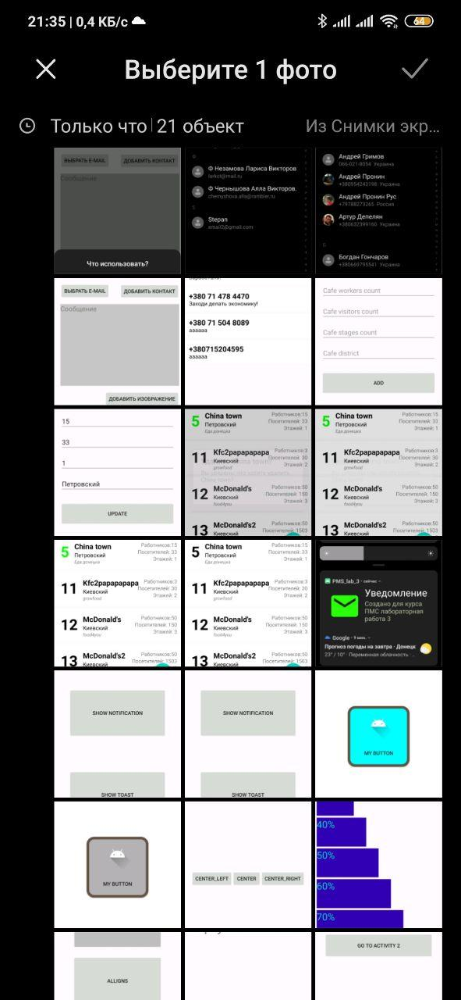 21:35 | 0,4 КБ/с
64
Выберите 1 фото
Только что | 21 объект
Из Снимки экр...
ВЫБРАТЬ E-MAIL ДОБАВИТЬ КОНТАКТ
Сообщение
Что использовать?
Ф Незамова Лариса Викторов
terkot@mail.ru
Ф Чернышова Алла Викторов.
chernyshova.alla@rambler.ru
S
Stepan
email2@gmail.com
Андрей Гримов
066-021-8054 Украина
Андрей Пронин
+380954243198 Украина
Андрей Пронин Рус
+79788273265 Россия
Артур Депелян
+380632399160 Украина
Богдан Гончаров
+380669795541 Украина
ВЫБРАТЬ E-MAIL ДОБАВИТЬ КОНТАКТ
Сообщение
ДОБАВИТЬ ИЗОБРАЖЕНИЕ
+380 71 478 4470
Заходи делать экономику!
+380 71 504 8089
аааааа
+380715204595
аааааа
Cafe workers count
Cafe visitors count
Cafe stages count
Cafe district
ADD
15
33
1
Петровский
UPDATE
5 China town Работников:15
Петровский Посетителей: 33
Еда донецка Этажей: 1
11 Kfc2papapapapa Работников:3
Киевский Посетителей: 30
growfood Этажей: 2
12 McDonald's Работников:50
Киевский Посетителей: 150
food4you Этажей: 3
13 McDonald's2 Работников:50
Киевский Посетителей: 1503
5 China town Работников:15
Петровский Посетителей: 33
Еда донецка Этажей: 1
11 Kfc2papapapapa Работников:3
Киевский Посетителей: 30
growfood Этажей: 2
12 McDonald's Работников:50
Киевский Посетителей: 150
food4you Этажей: 3
13 McDonald's2 Работников:50
Киевский Посетителей: 1503
5 China town Работников:15
Петровский Посетителей: 33
Еда донецка Этажей: 1
11 Kfc2papapapapa Работников:3
Киевский Посетителей: 30
growfood Этажей: 2
12 McDonald's Работников:50
Киевский Посетителей: 150
food4you Этажей: 3
13 McDonald's2 Работников:50
Киевский Посетителей: 1503
5 China town Работников:15
Петровский Посетителей: 33
Еда донецка Этажей: 1
11 Kfc2papapapapa Работников:3
Киевский Посетителей: 30
growfood Этажей: 2
12 McDonald's Работников:50
Киевский Посетителей: 150
food4you Этажей: 3
13 McDonald's2 Работников:50
Киевский Посетителей: 1503
PMS_lab_3 • сейчас
Уведомление
Создано для курса
ПМС лабораторная
работа 3
Google • 9 мин.
Прогноз погоды на завтра · Донецк
23° / 10° · Переменная облачность · ..
SHOW NOTIFICATION
SHOW TOAST
SHOW NOTIFICATION
SHOW TOAST
MY BUTTON
MY BUTTON
CENTER_LEFT CENTER CENTER_RIGHT
40%
50%
60%
70%
ALLIGNS
GO TO ACTIVITY 2